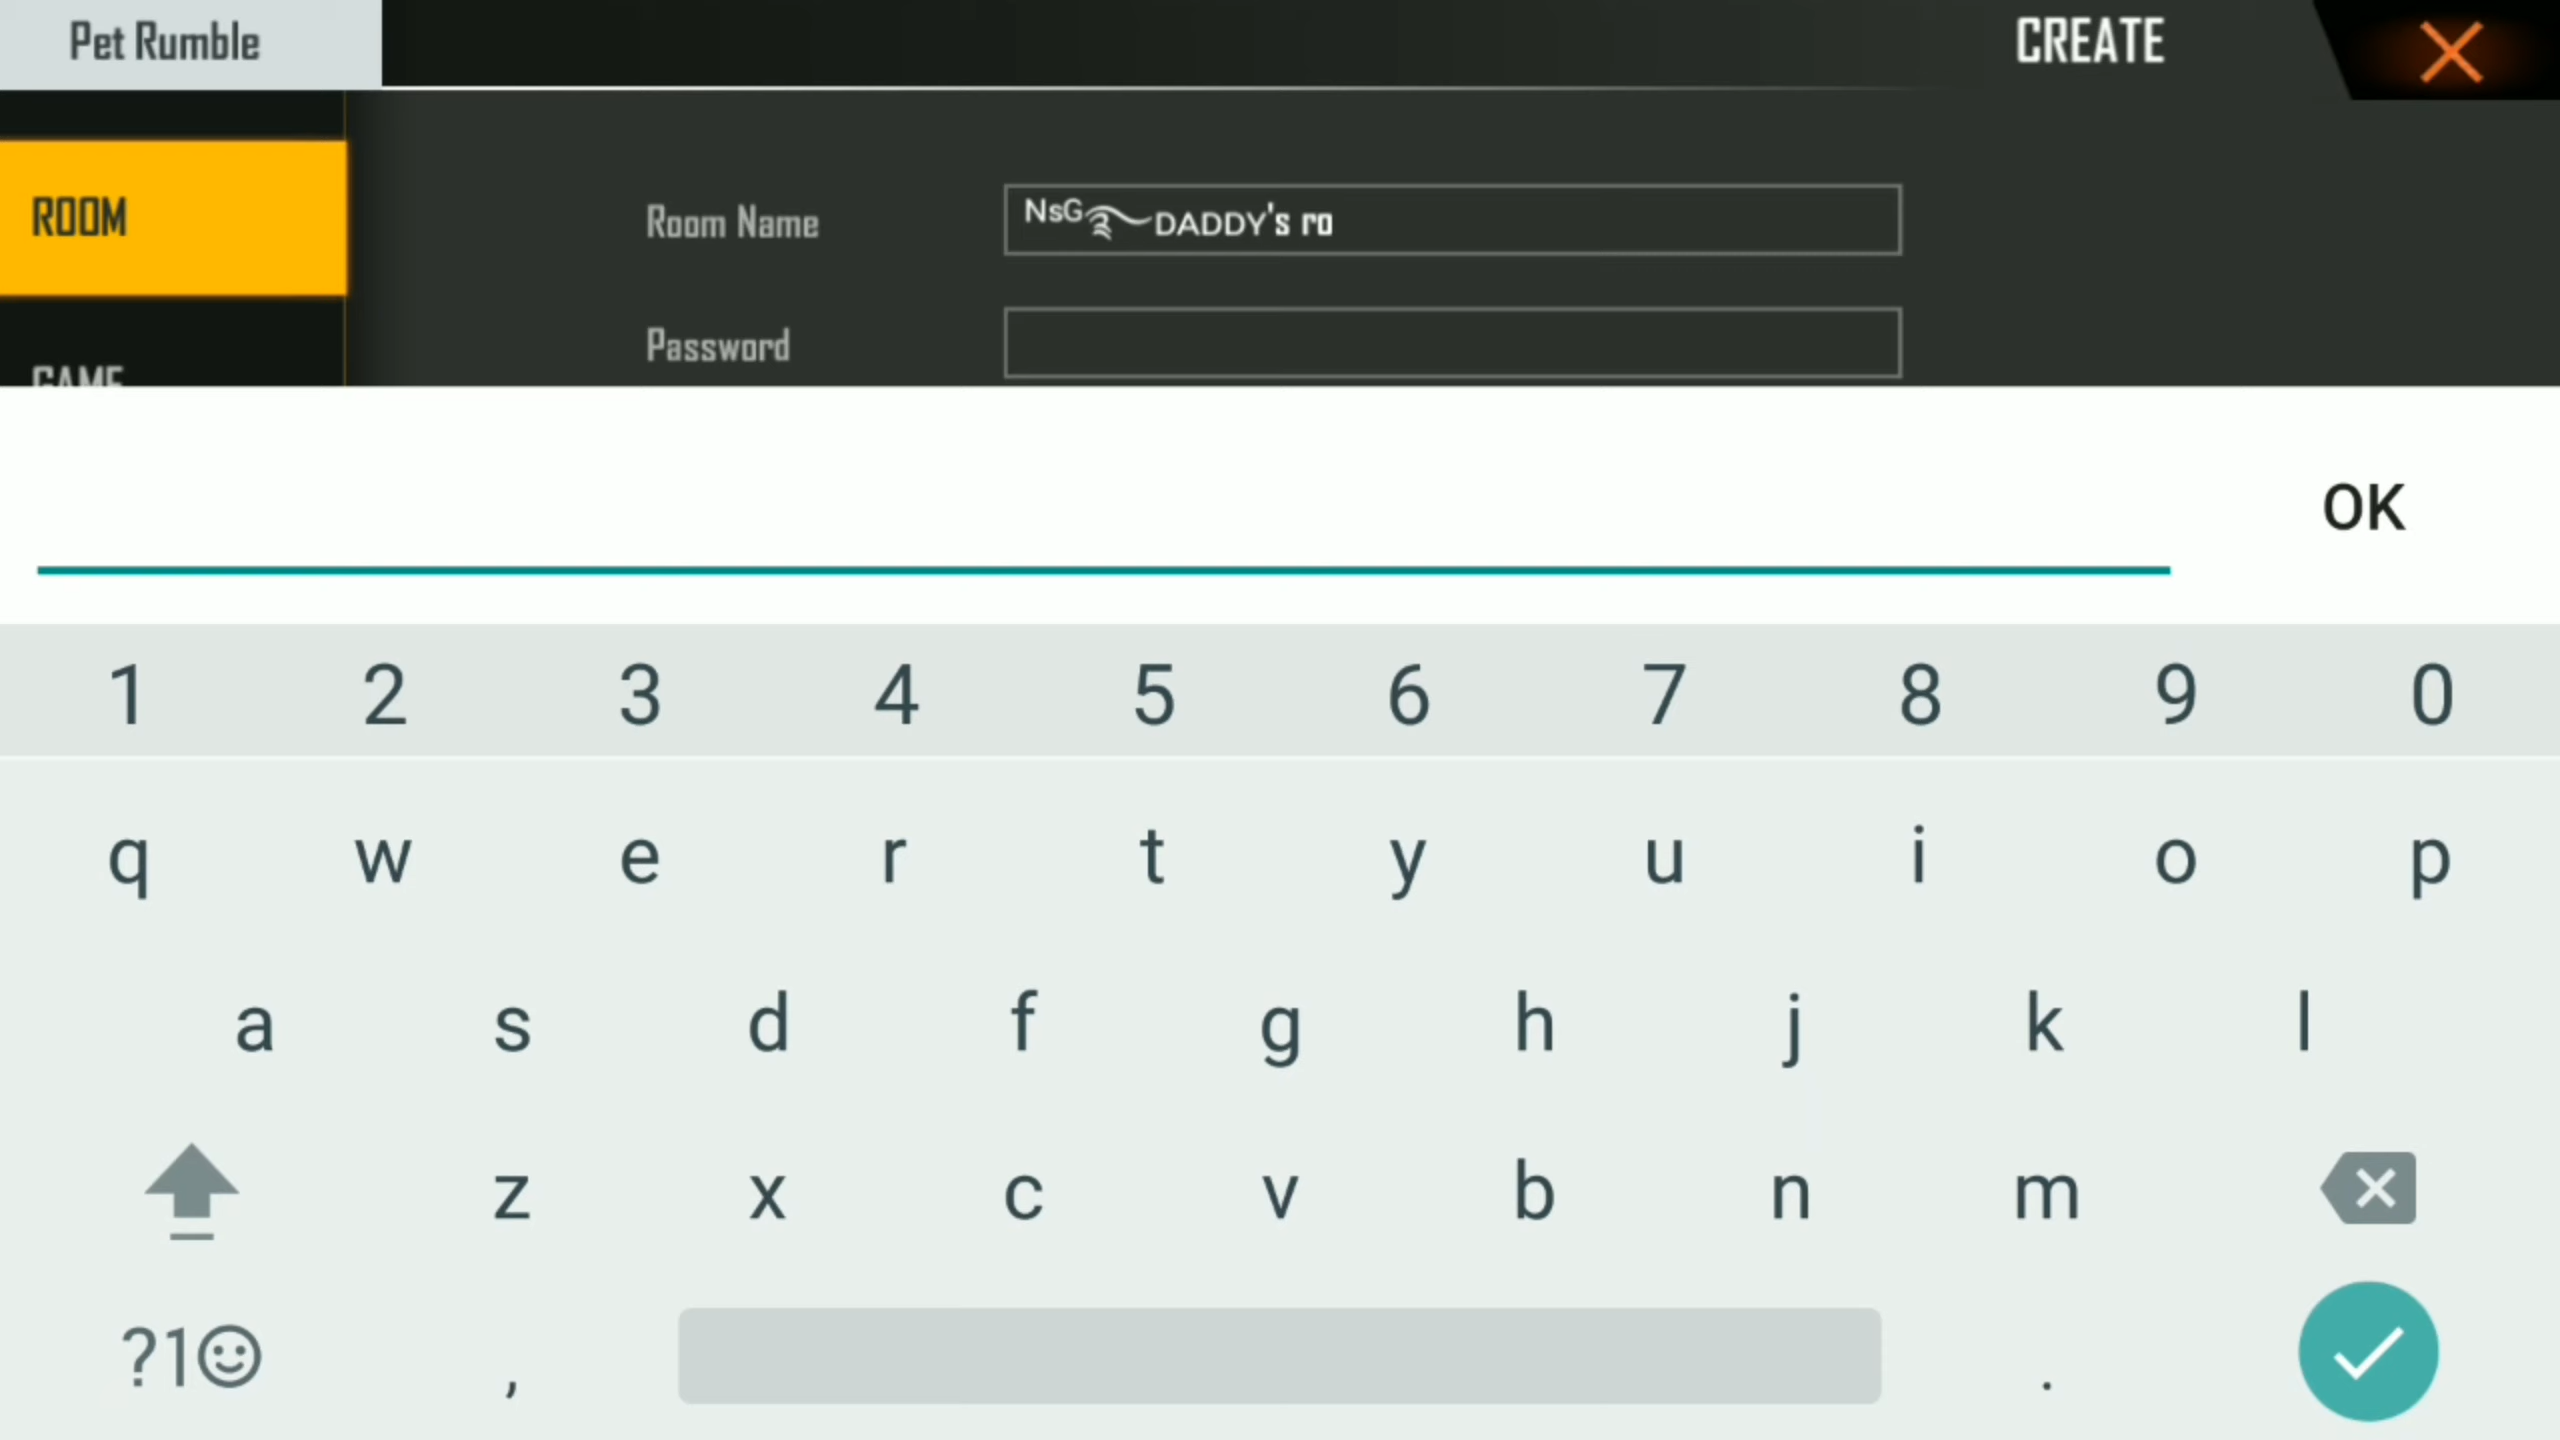 Pet Rumble
CREATE
ROOM
Room Name
NsG࿐DADDY's ro
Password
GAME
OK
1 2 3 4 5 6 7 8 9 0
q w e r t y u i o p
a s d f g h j k l
z x c v b n m
?1☺ , .